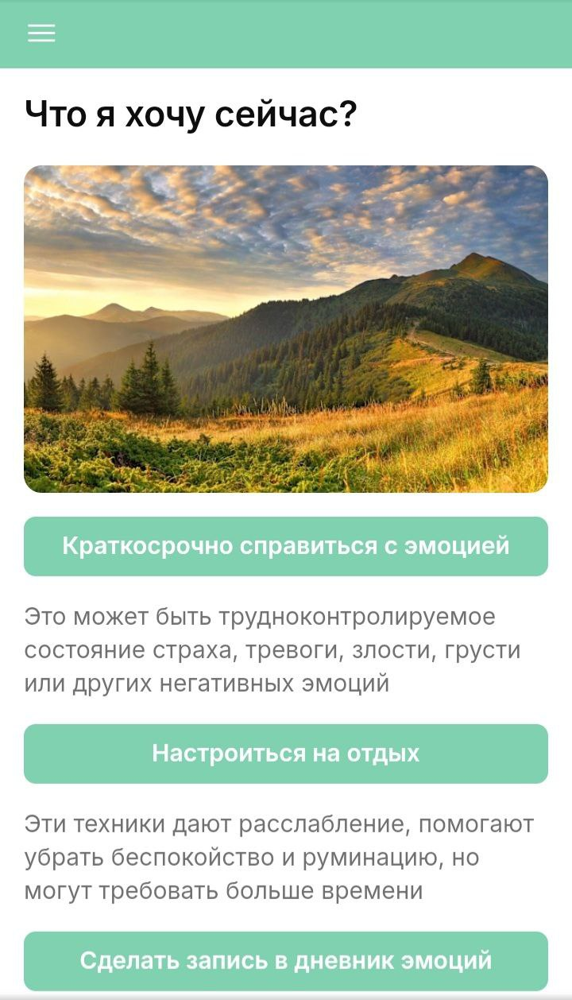 Что я хочу сейчас?
Краткосрочно справиться с эмоцией
Это может быть трудноконтролируемое
состояние страха, тревоги, злости, грусти
или других негативных эмоций
Настроиться на отдых
Эти техники дают расслабление, помогают
убрать беспокойство и руминацию, но
могут требовать больше времени
Сделать запись в дневник эмоций